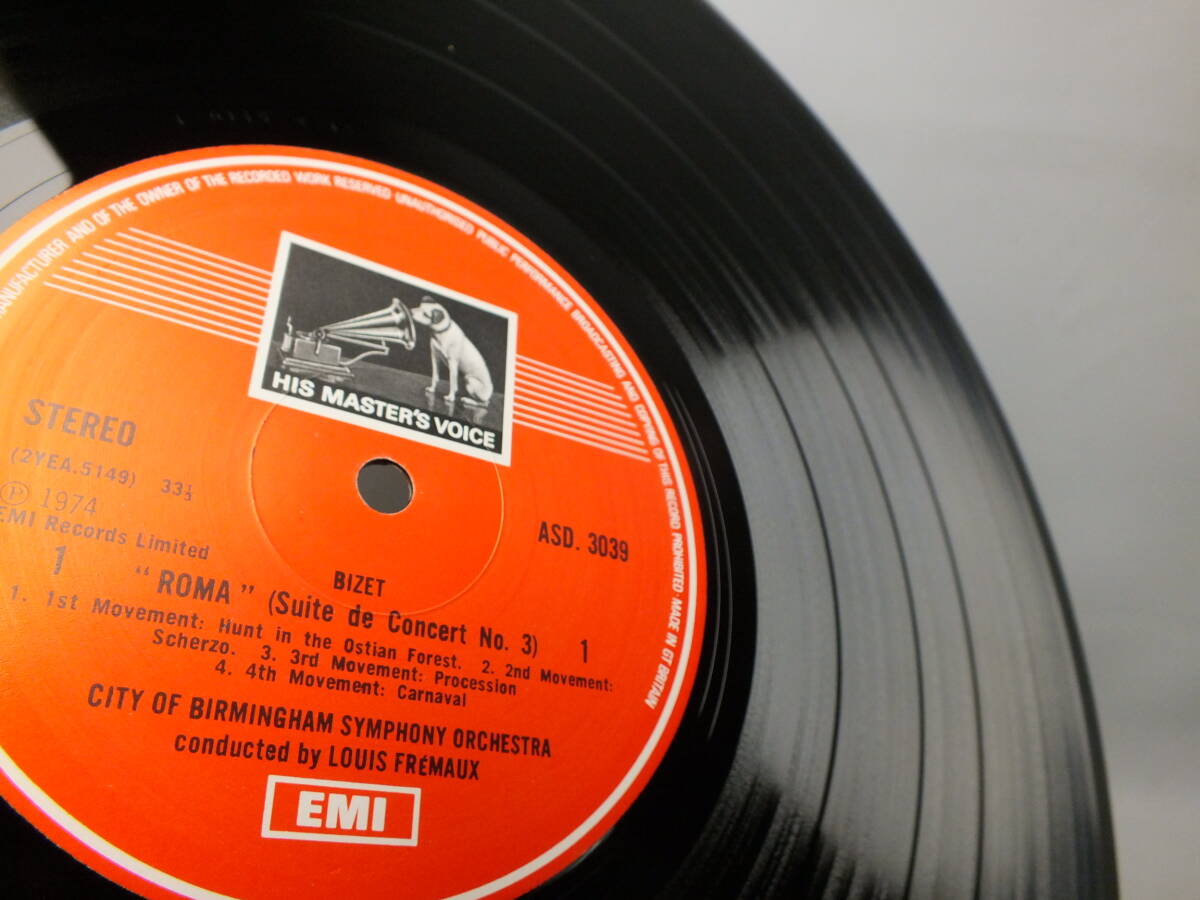 MANUFACTURER AND OF THE OWNER OF THE RECORDED WORK RESERVED UNAUTHORISED PUBLIC PERFORMANCE BROADCASTING AND COPYING OF THIS RECORD PROHIBITED · MADE IN GT BRITAIN
HIS MASTER'S VOICE
STEREO
(2YEA.5149) 33⅓
Ⓟ 1974
EMI Records Limited
ASD. 3039
1
1
BIZET
"ROMA" (Suite de Concert No. 3)
1. 1st Movement: Hunt in the Ostian Forest. 2. 2nd Movement:
Scherzo. 3. 3rd Movement: Procession
4. 4th Movement: Carnaval
CITY OF BIRMINGHAM SYMPHONY ORCHESTRA
conducted by LOUIS FRÉMAUX
EMI